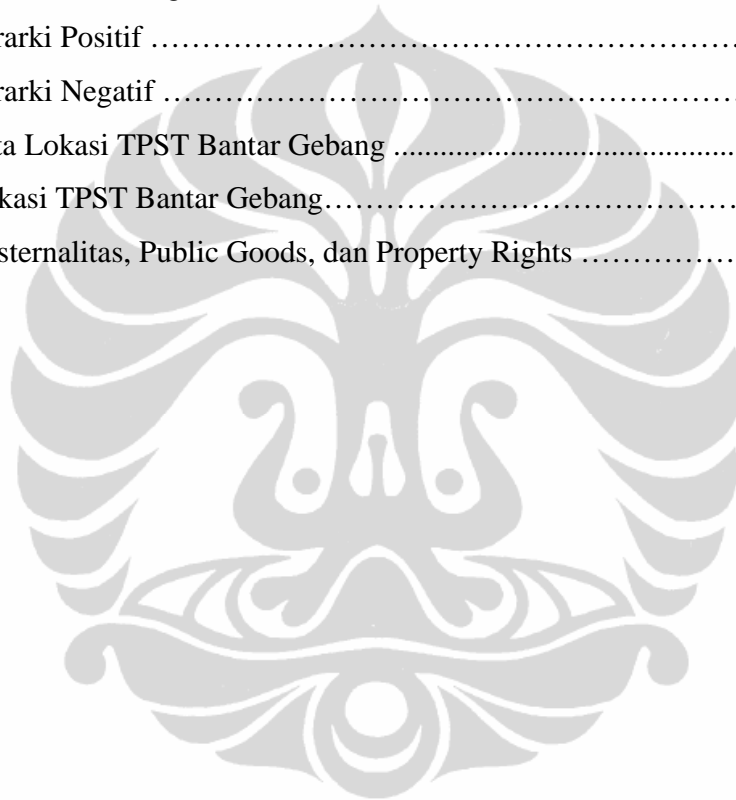 rarki Positif ……………………………………………………
rarki Negatif ……………………………………………………
ta Lokasi TPST Bantar Gebang ..............................................
kasi TPST Bantar Gebang……………………………………
sternalitas, Public Goods, dan Property Rights ………………